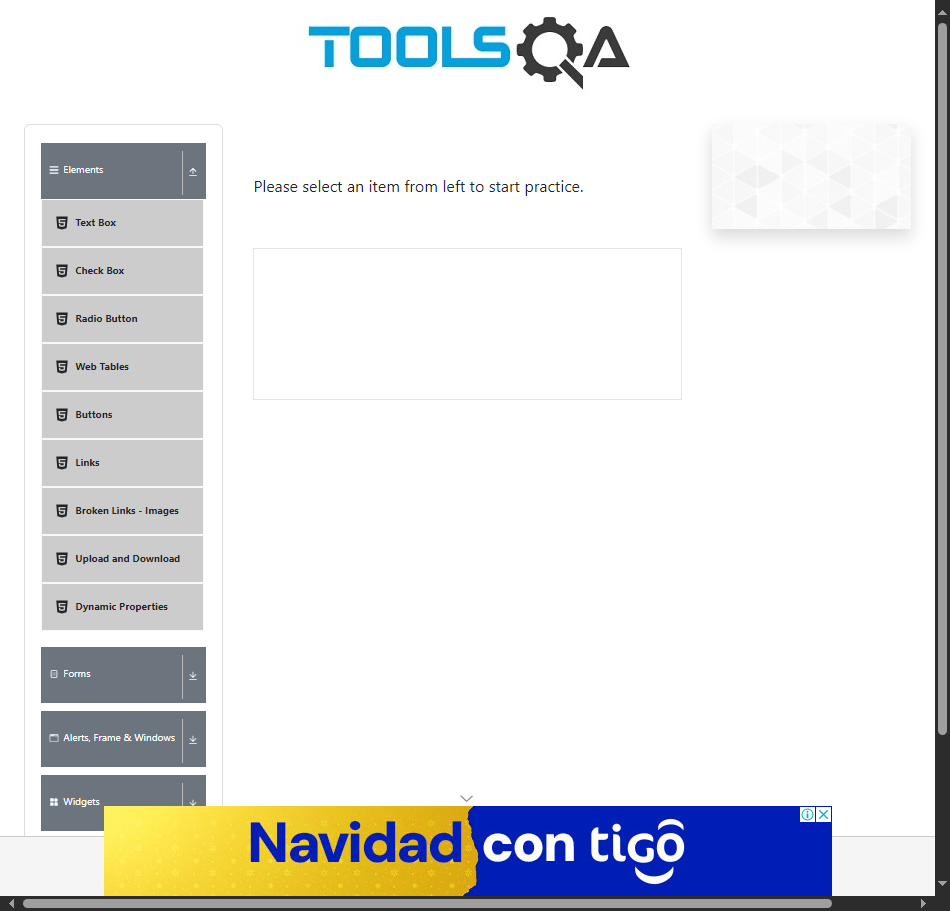 TOOLSQA
Elements
Text Box
Check Box
Radio Button
Web Tables
Buttons
Links
Broken Links - Images
Upload and Download
Dynamic Properties
Forms
Alerts, Frame & Windows
Widgets
Please select an item from left to start practice.
Navidad con tigo